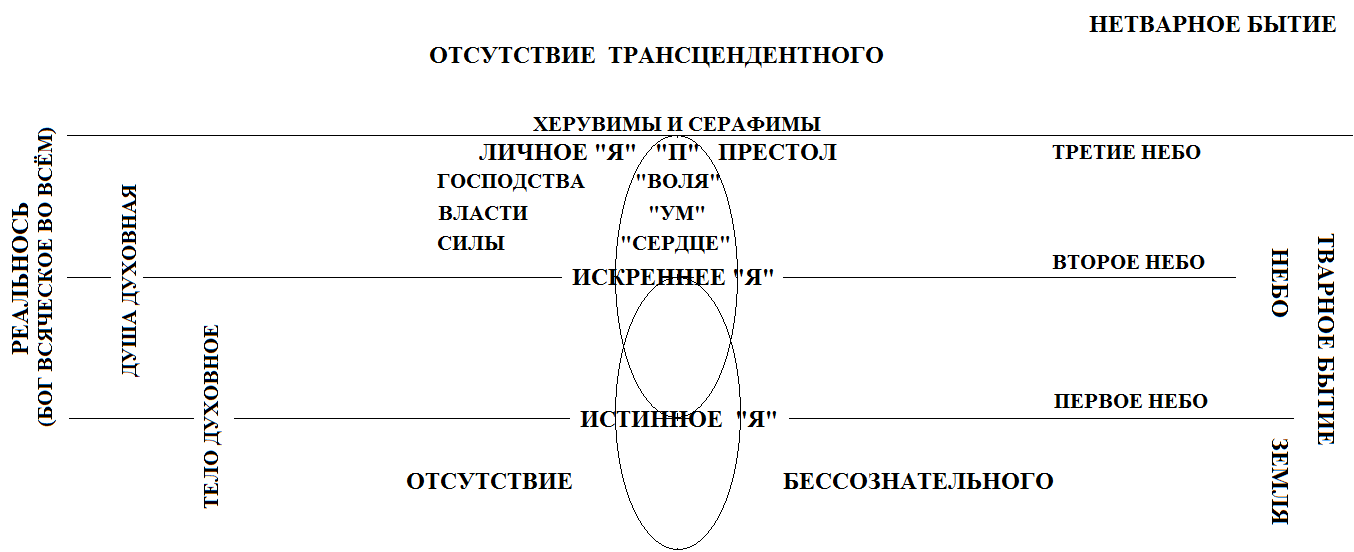 НЕТВАРНОЕ БЫТИЕ
ОТСУТСТВИЕ ТРАНСЦЕНДЕНТНОГО
ХЕРУВИМЫ И СЕРАФИМЫ
ЛИЧНОЕ "Я" "П" ПРЕСТОЛ
ТРЕТИЕ НЕБО
ГОСПОДСТВА "ВОЛЯ"
ВЛАСТИ "УМ"
СИЛЫ "СЕРДЦЕ"
ИСКРЕННЕЕ "Я"
ВТОРОЕ НЕБО
ИСТИННОЕ "Я"
ПЕРВОЕ НЕБО
ОТСУТСТВИЕ БЕССОЗНАТЕЛЬНОГО
РЕАЛЬНОСЬ
(БОГ ВСЯЧЕСКОЕ ВО ВСЁМ)
ДУША ДУХОВНАЯ
ТЕЛО ДУХОВНОЕ
НЕБО
ЗЕМЛЯ
ТВАРНОЕ БЫТИЕ